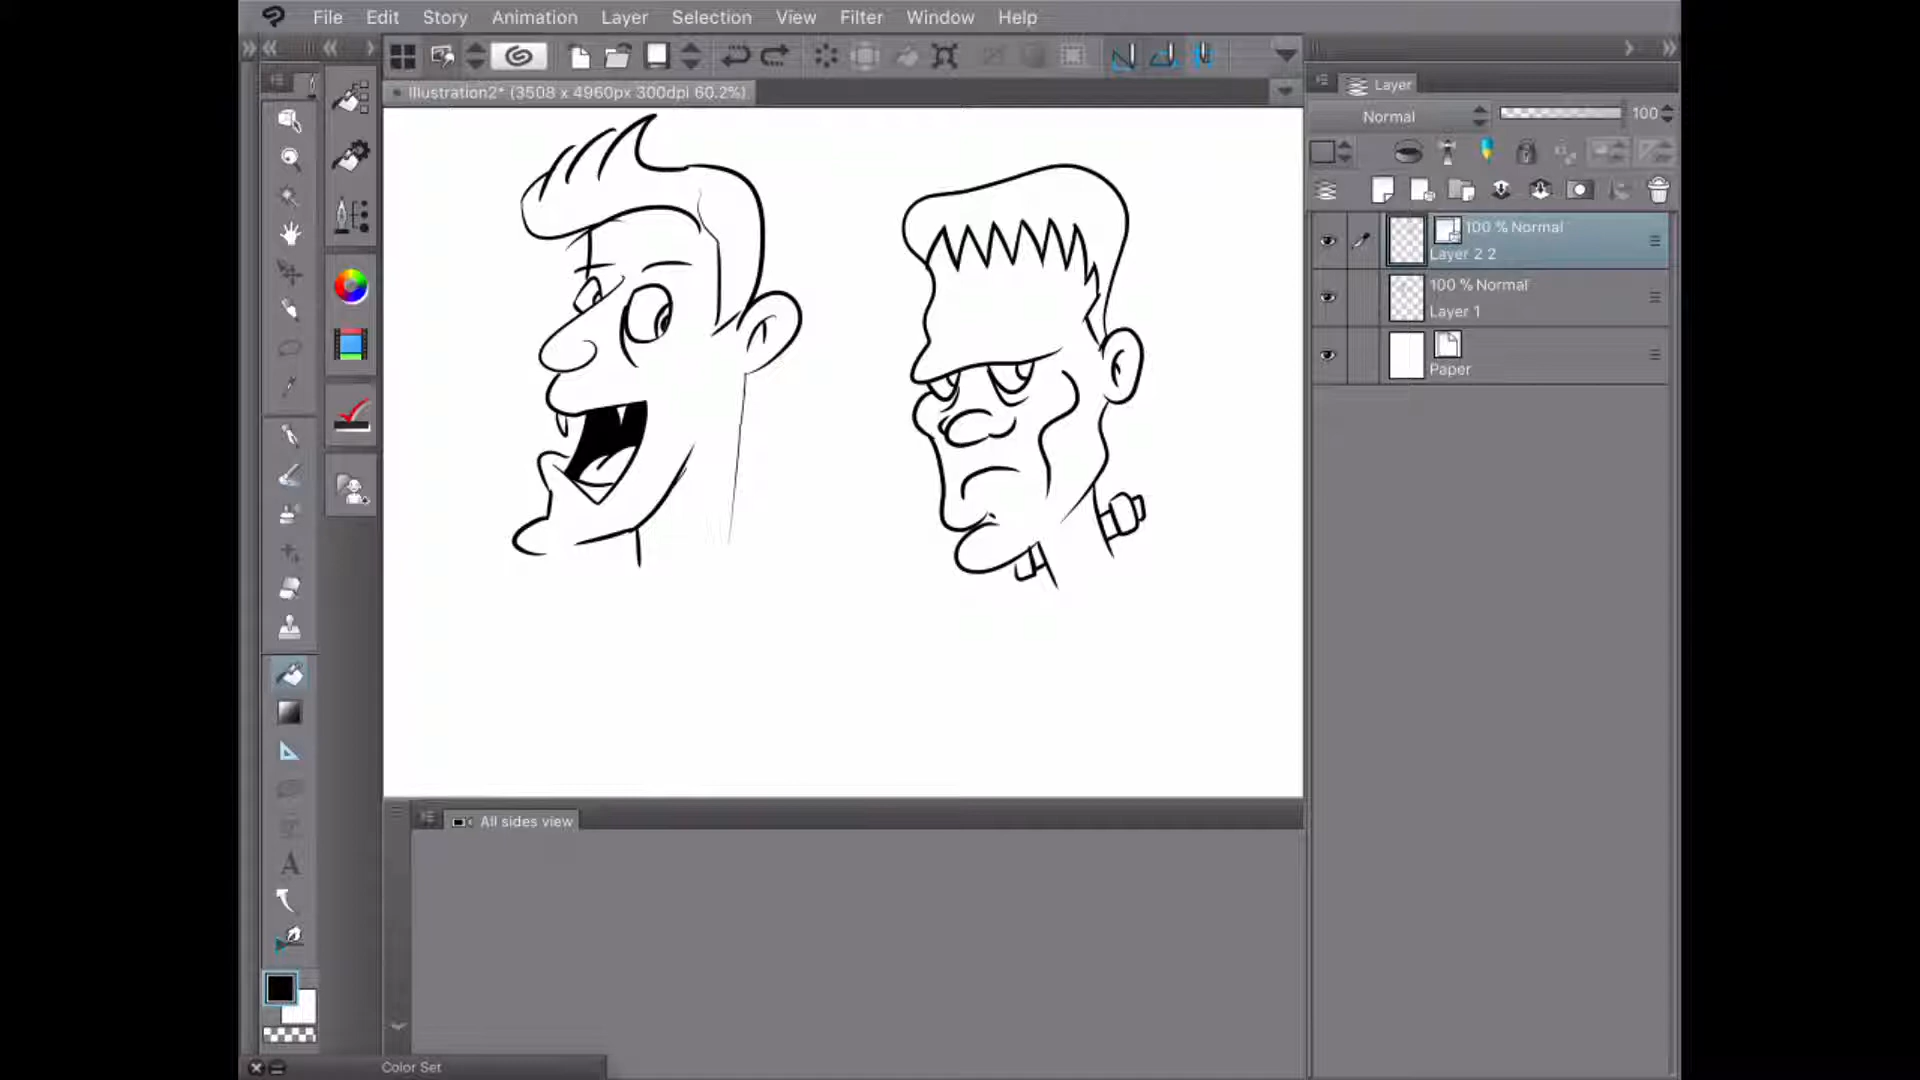 File Edit Story Animation Layer Selection View Filter Window Help
Illustration2* (3508 x 4960px 300dpi 60.2%)
Layer
Normal 100
100 % Normal
Layer 2 2
100 % Normal
Layer 1
Paper
A
All sides view
Color Set